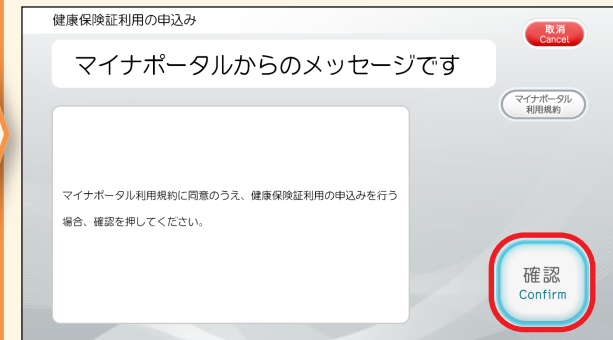 健康保険証利用の申込み
取消
Cancel
マイナポータルからのメッセージです
マイナポータル
利用規約
マイナポータル利用規約に同意のうえ、健康保険証利用の申込みを行う
場合、確認を押してください。
確認
Confirm